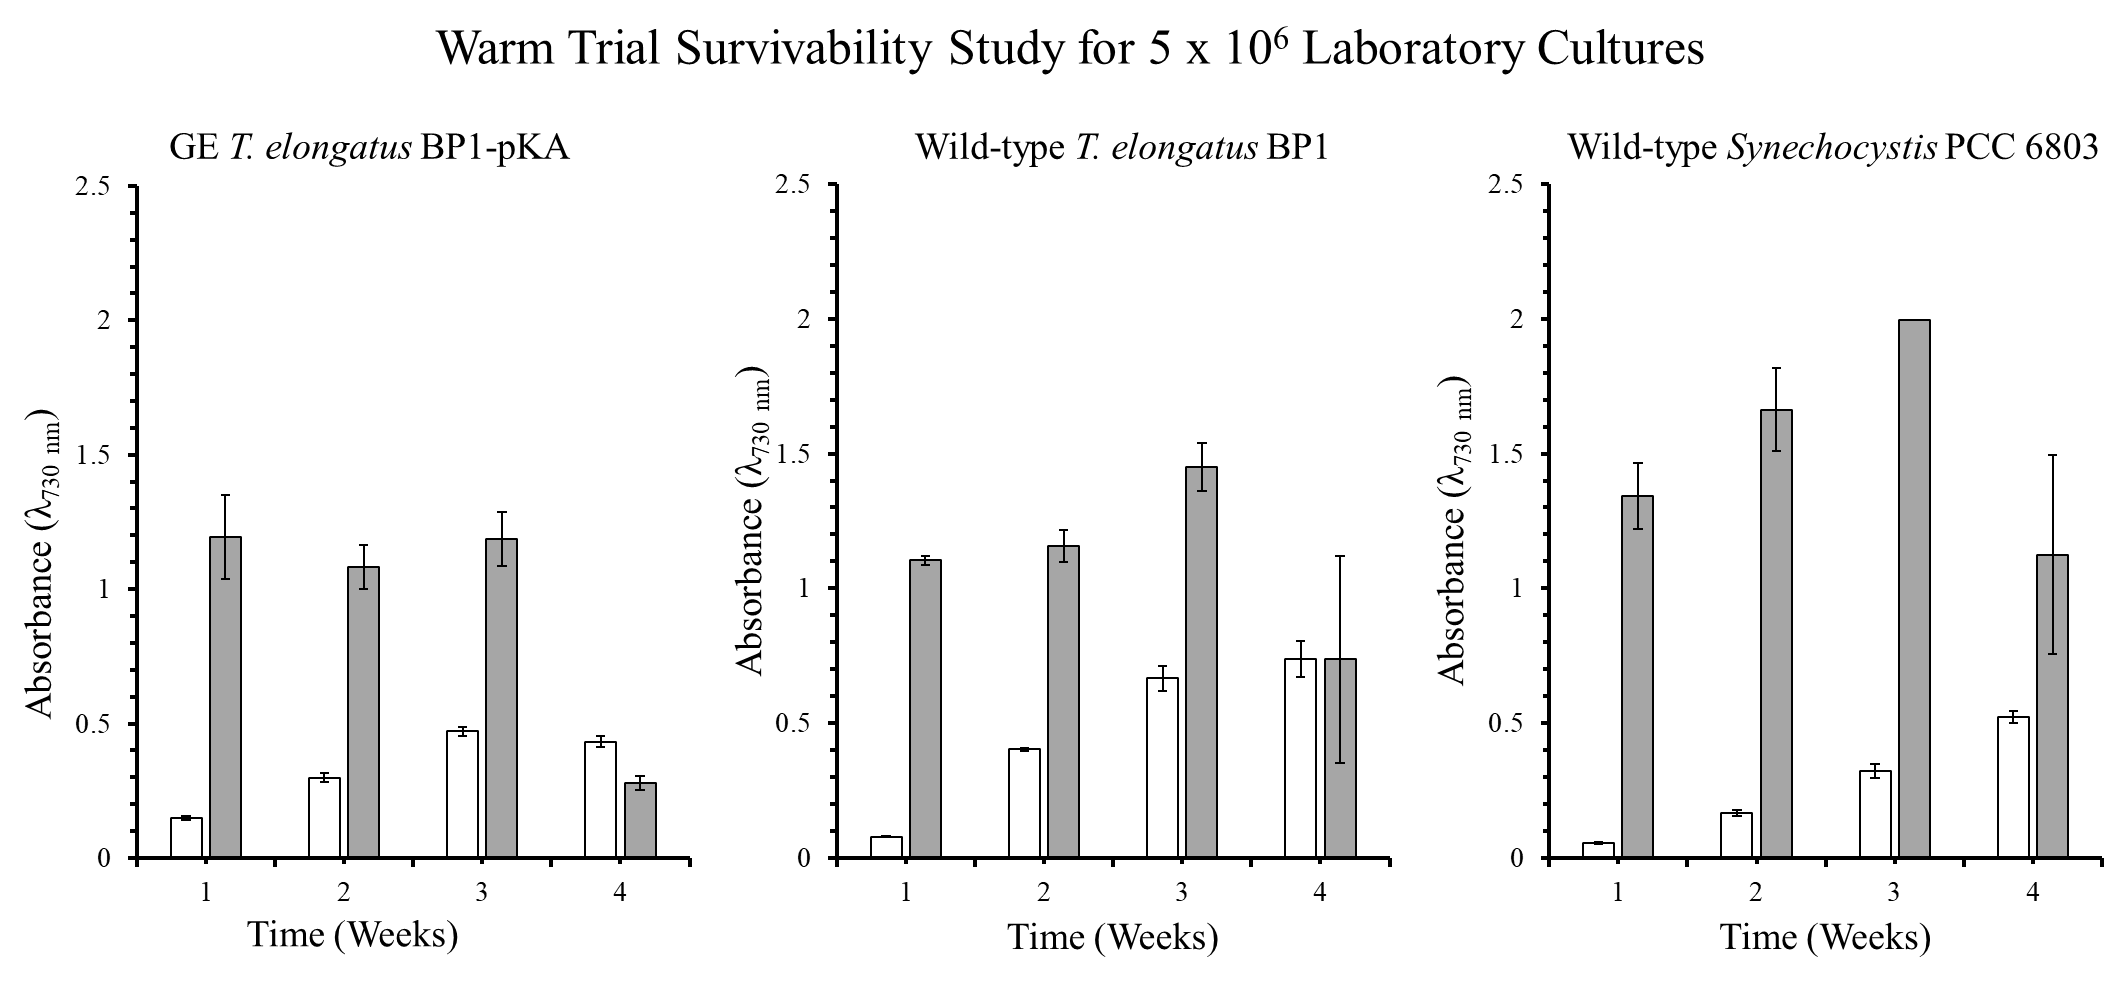 Warm Trial Survivability Study for 5 x 10⁶ Laboratory Cultures
GE T. elongatus BP1-pKA
Absorbance (λ730 nm)
2.5
2
1.5
1
0.5
0
1 2 3 4
Time (Weeks)
Wild-type T. elongatus BP1
Absorbance (λ730 nm)
2.5
2
1.5
1
0.5
0
1 2 3 4
Time (Weeks)
Wild-type Synechocystis PCC 6803
Absorbance (λ730 nm)
2.5
2
1.5
1
0.5
0
1 2 3 4
Time (Weeks)